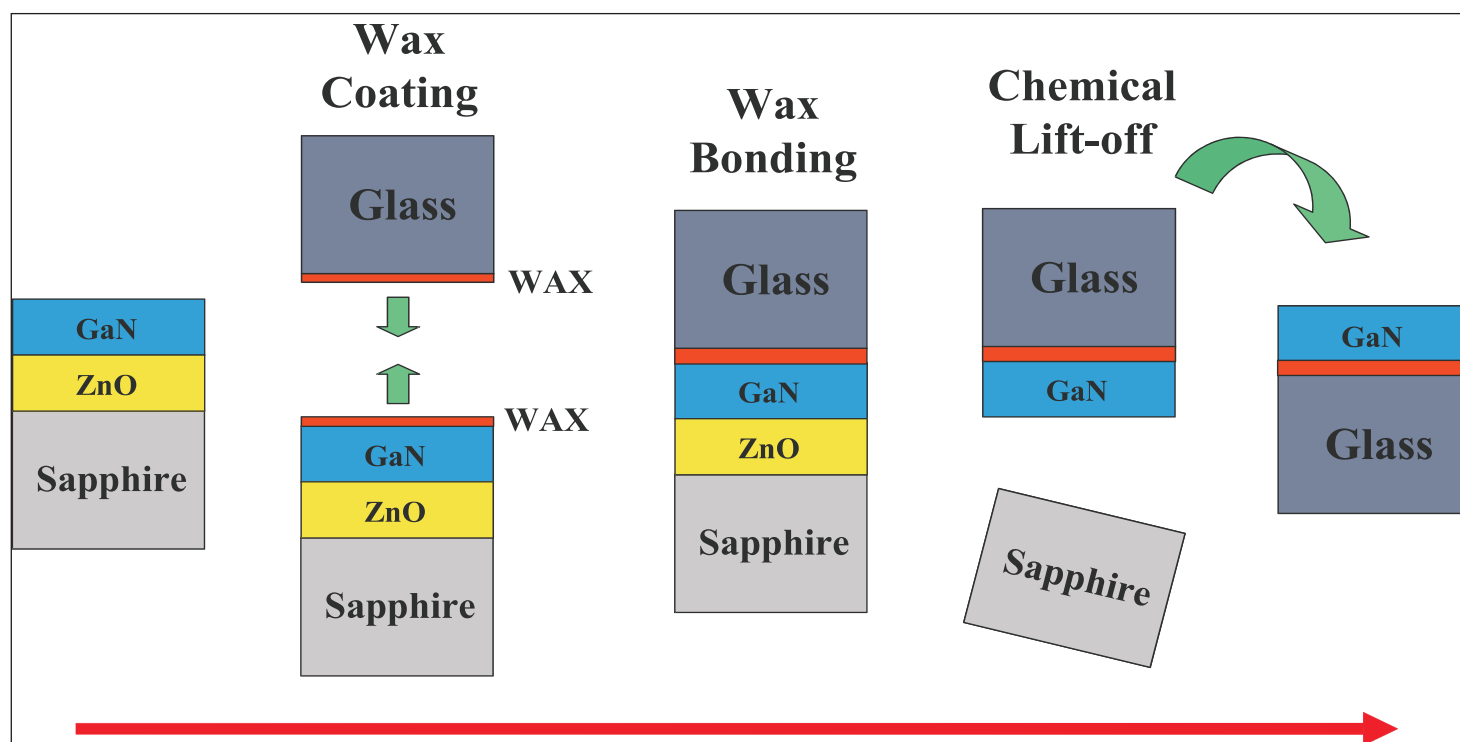 GaN
ZnO
Sapphire
Wax
Coating
Glass
WAX
WAX
GaN
ZnO
Sapphire
Wax
Bonding
Glass
GaN
ZnO
Sapphire
Chemical
Lift-off
Glass
GaN
Sapphire
GaN
Glass